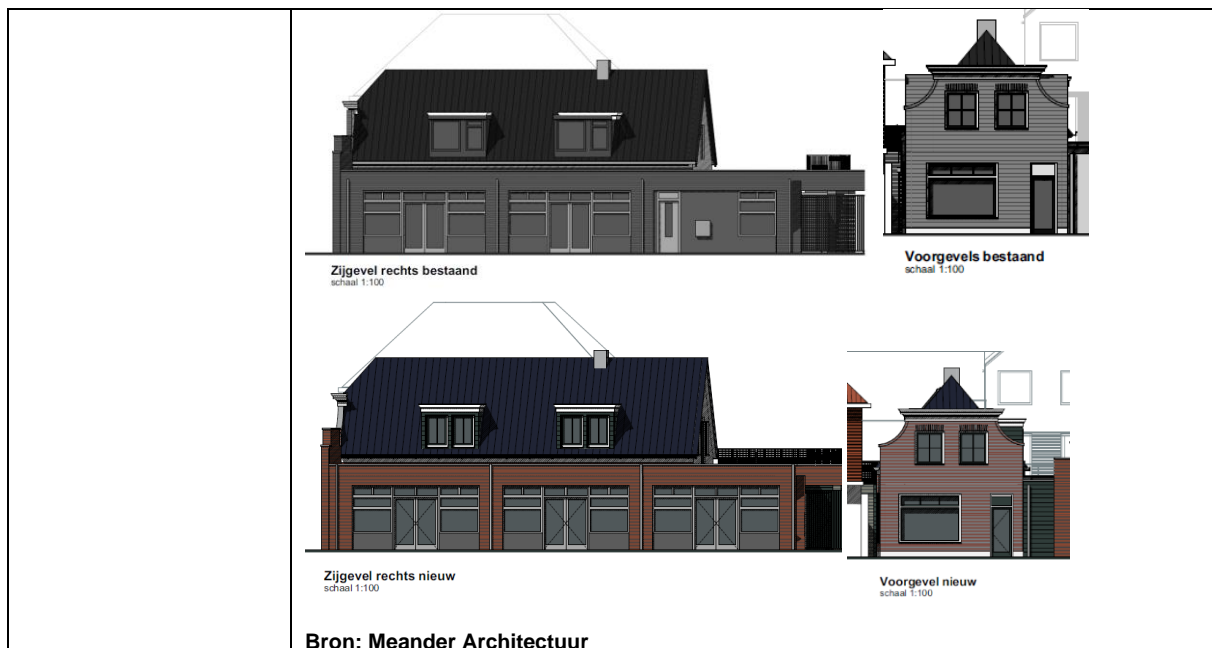 Zijgevel rechts bestaand
schaal 1:100
Voorgevels bestaand
schaal 1:100
Zijgevel rechts nieuw
schaal 1:100
Voorgevel nieuw
schaal 1:100
Bron: Meander Architectuur